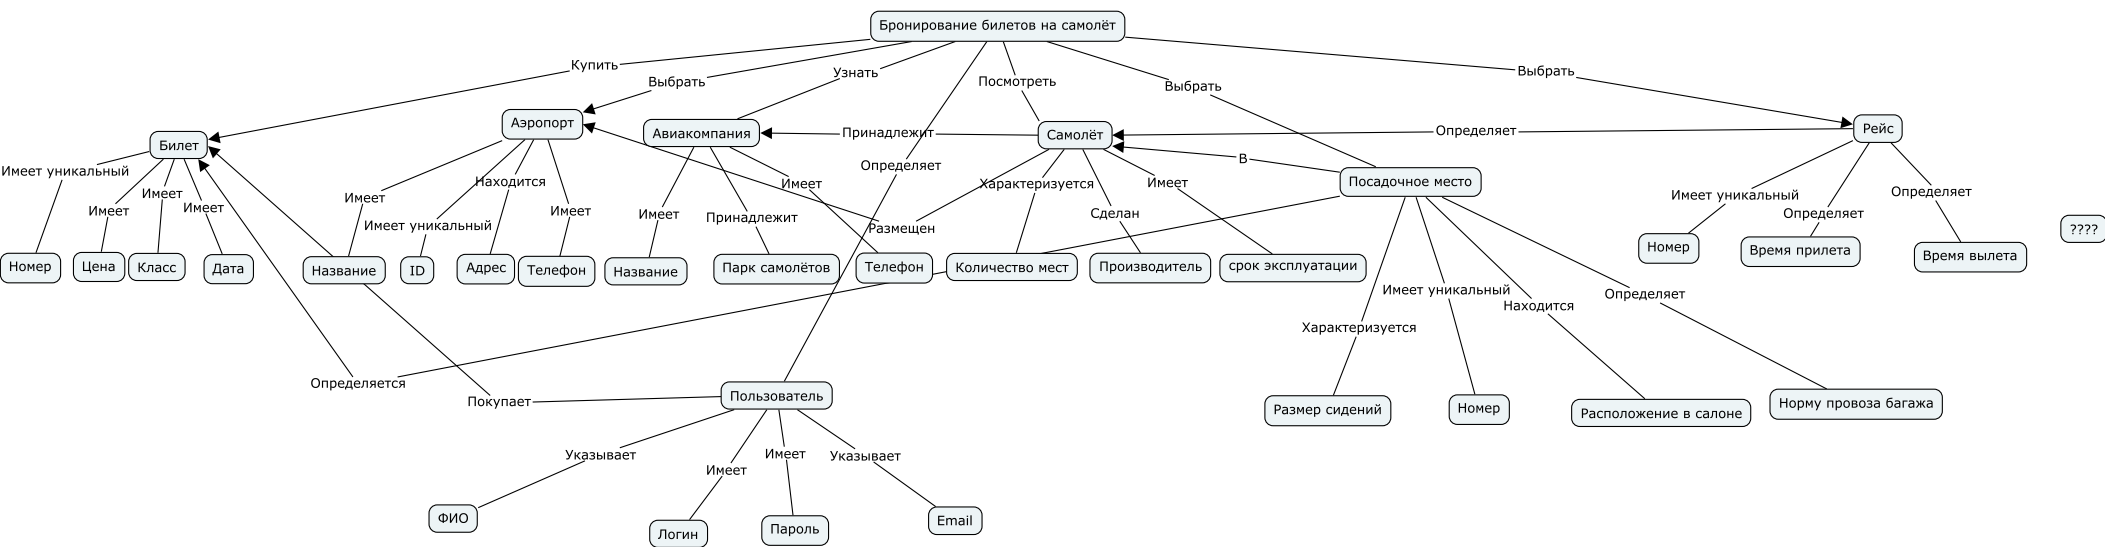 Бронирование билетов на самолёт
Купить
Выбрать
Узнать
Посмотреть
Выбрать
Выбрать
Билет
Аэропорт
Авиакомпания
Принадлежит
Самолёт
Определяет
Рейс
Имеет уникальный
Имеет
Имеет
Имеет
Имеет
Имеет уникальный
Находится
Имеет
Имеет
Принадлежит
Имеет
Определяет
Размещен
Характеризуется
Сделан
Имеет
В
Посадочное место
Имеет уникальный
Определяет
Определяет
????
Номер
Цена
Класс
Дата
Название
ID
Адрес
Телефон
Название
Парк самолётов
Телефон
Количество мест
Производитель
срок эксплуатации
Номер
Время прилета
Время вылета
Характеризуется
Имеет уникальный
Находится
Определяет
Определяется
Покупает
Пользователь
Размер сидений
Номер
Расположение в салоне
Норму провоза багажа
Указывает
Имеет
Имеет
Указывает
ФИО
Логин
Пароль
Email